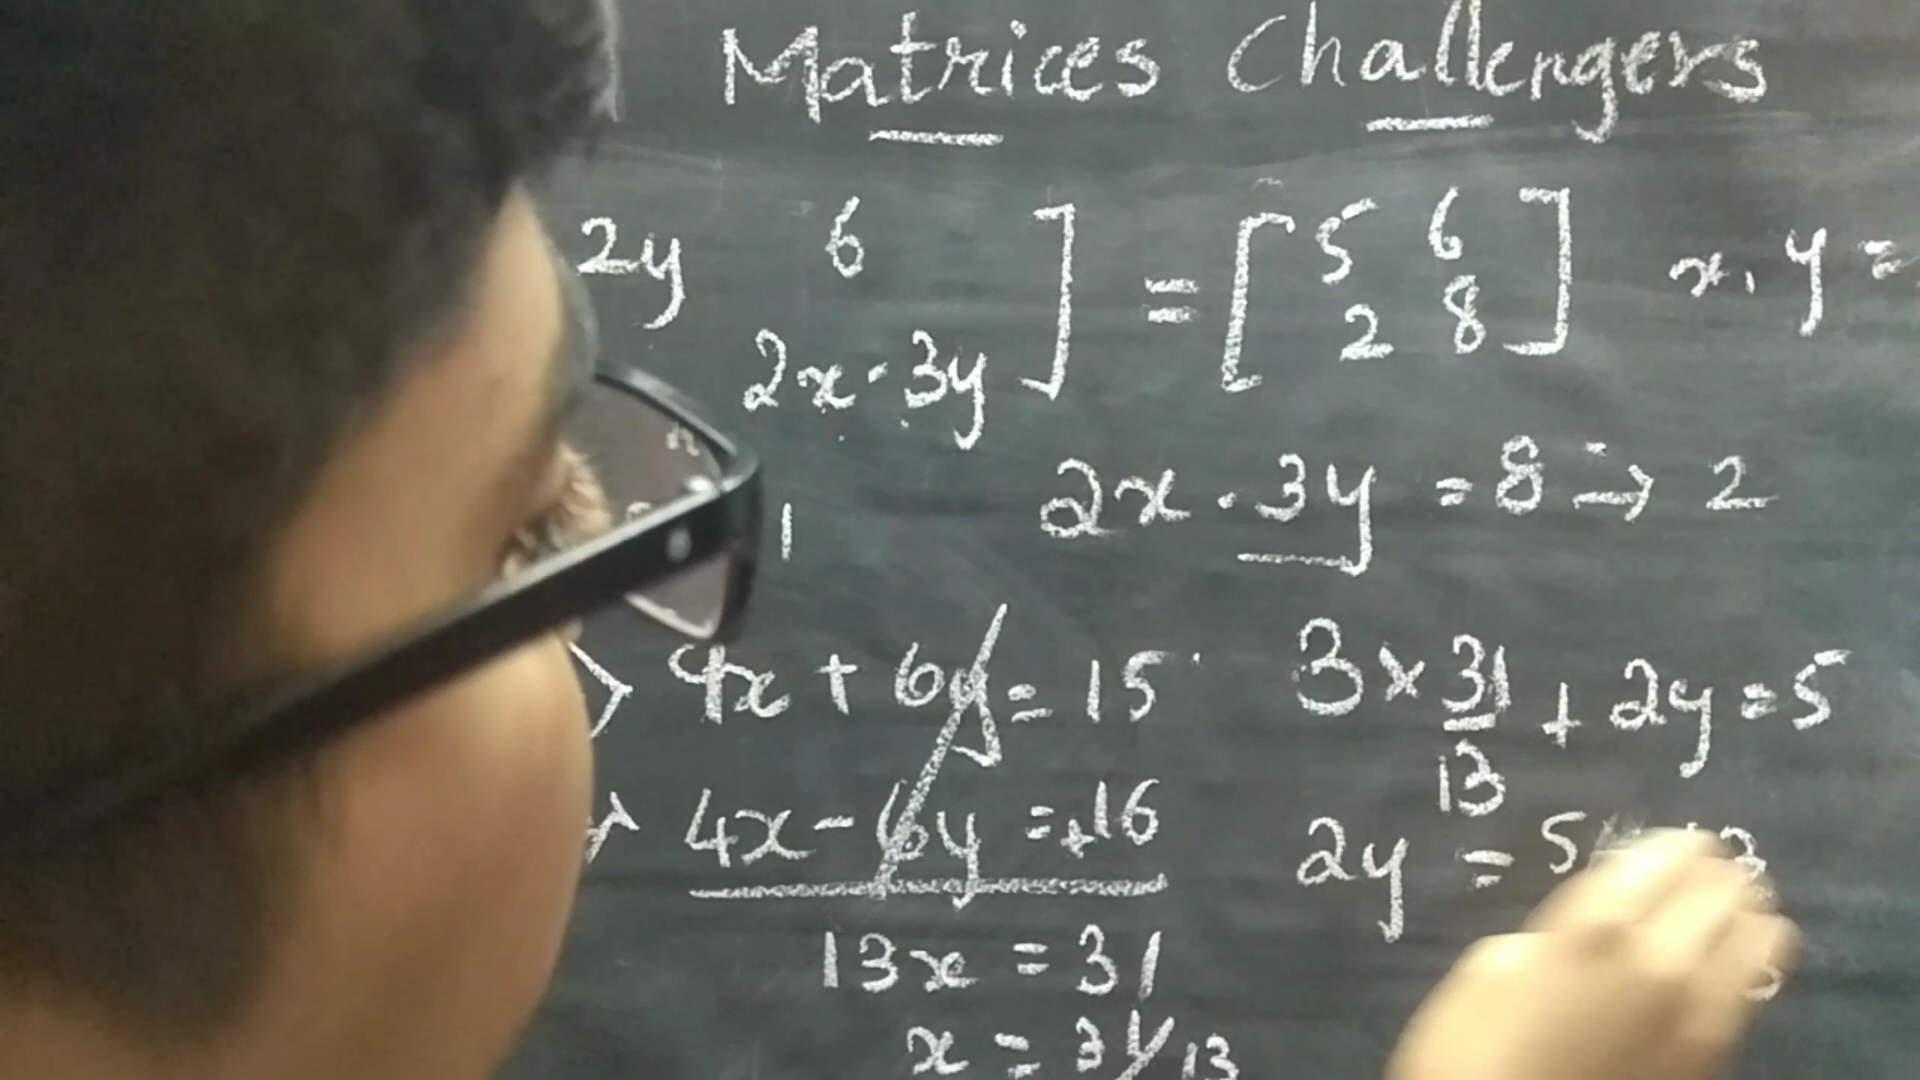 Matrices Challengers
2y 6 ] = [ 5 6 ] x, y =
2x · 3y 2 8
1 2x · 3y = 8 → 2
4x + 6y = 15 3 × 31/13 + 2y = 5
4x - 6y = +16 2y = 5
13x = 31
x = 31/13